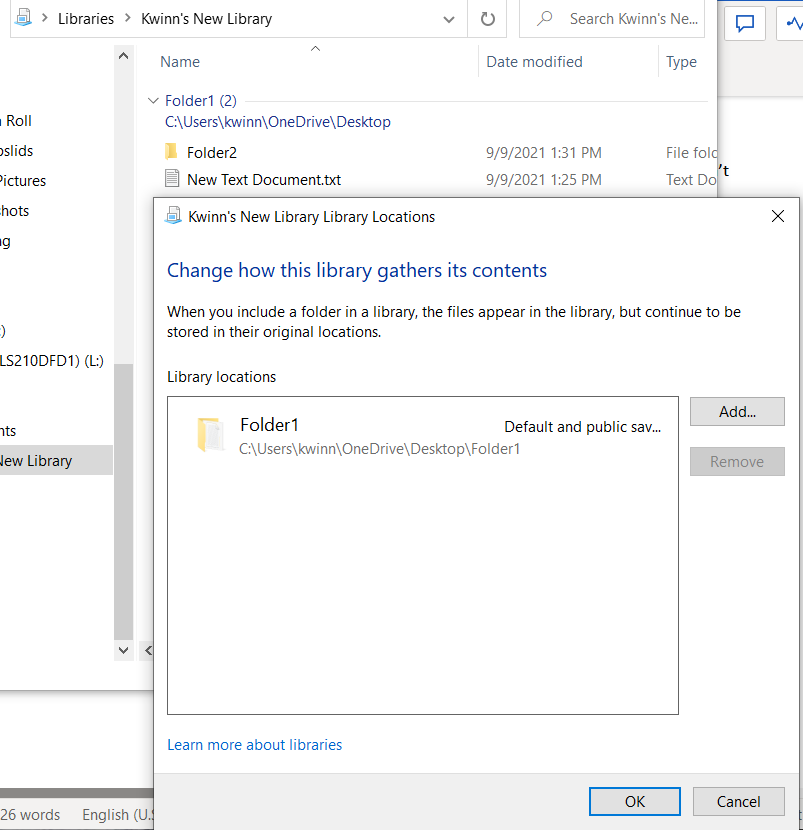 Libraries > Kwinn's New Library
Search Kwinn's Ne...
Name Date modified Type
Folder1 (2)
C:\Users\kwinn\OneDrive\Desktop
Folder2 9/9/2021 1:31 PM File fol
New Text Document.txt 9/9/2021 1:25 PM Text Do
Roll
oslids
Pictures
hots
g
:)
LS210DFD1) (L:)
nts
New Library
't
Kwinn's New Library Library Locations
Change how this library gathers its contents
When you include a folder in a library, the files appear in the library, but continue to be
stored in their original locations.
Library locations
Folder1 Default and public sav...
C:\Users\kwinn\OneDrive\Desktop\Folder1
Add...
Remove
Learn more about libraries
OK
Cancel
26 words English (U.S